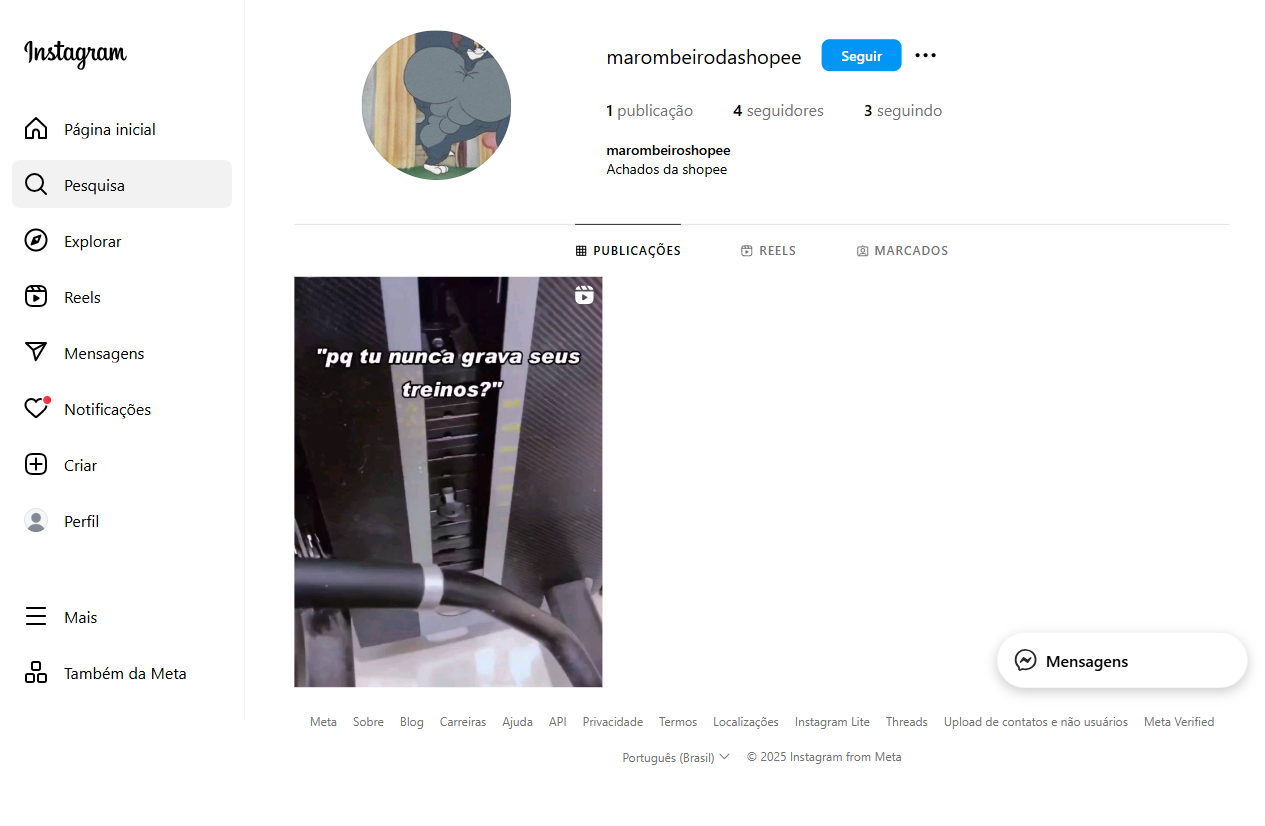 Instagram
Página inicial
Pesquisa
Explorar
Reels
Mensagens
Notificações
Criar
Perfil
Mais
Também da Meta
marombeirodashopee
Seguir
1 publicação 4 seguidores 3 seguindo
marombeiroshopee
Achados da shopee
PUBLICAÇÕES REELS MARCADOS
"pq tu nunca grava seus
treinos?"
Mensagens
Meta Sobre Blog Carreiras Ajuda API Privacidade Termos Localizações Instagram Lite Threads Upload de contatos e não usuários Meta Verified
Português (Brasil) © 2025 Instagram from Meta